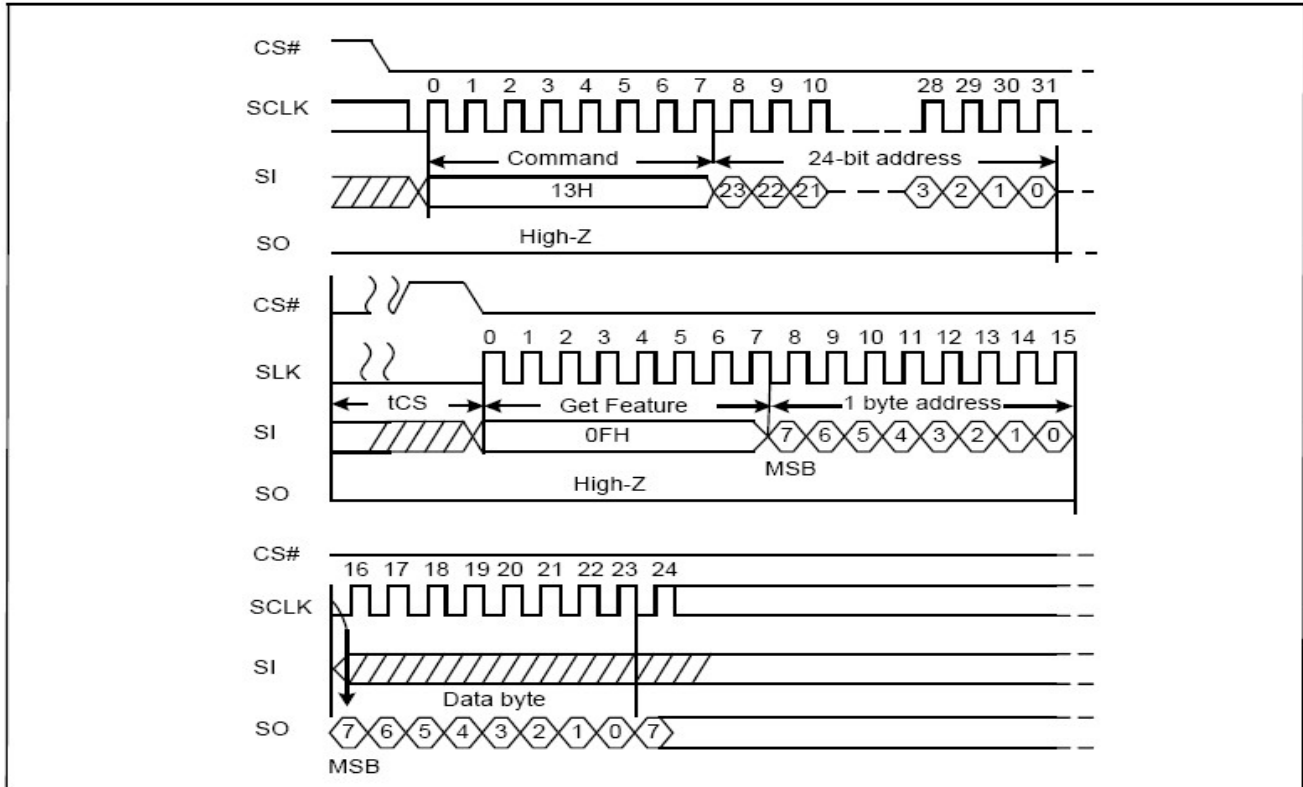 CS#
0 1 2 3 4 5 6 7 8 9 10 28 29 30 31
SCLK
Command 24-bit address
SI
13H 23 22 21 3 2 1 0
High-Z
SO
CS#
0 1 2 3 4 5 6 7 8 9 10 11 12 13 14 15
SLK
tCS Get Feature 1 byte address
SI
0FH 7 6 5 4 3 2 1 0
MSB
High-Z
SO
CS#
16 17 18 19 20 21 22 23 24
SCLK
SI
Data byte
SO 7 6 5 4 3 2 1 0 7
MSB